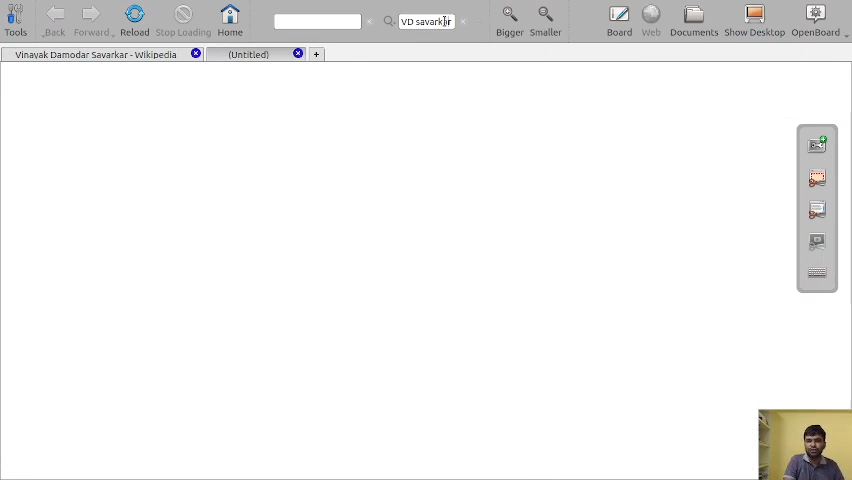 VD savarkar
Tools Back Forward Reload Stop Loading Home Bigger Smaller Board Web Documents Show Desktop OpenBoard
Vinayak Damodar Savarkar - Wikipedia (Untitled) +